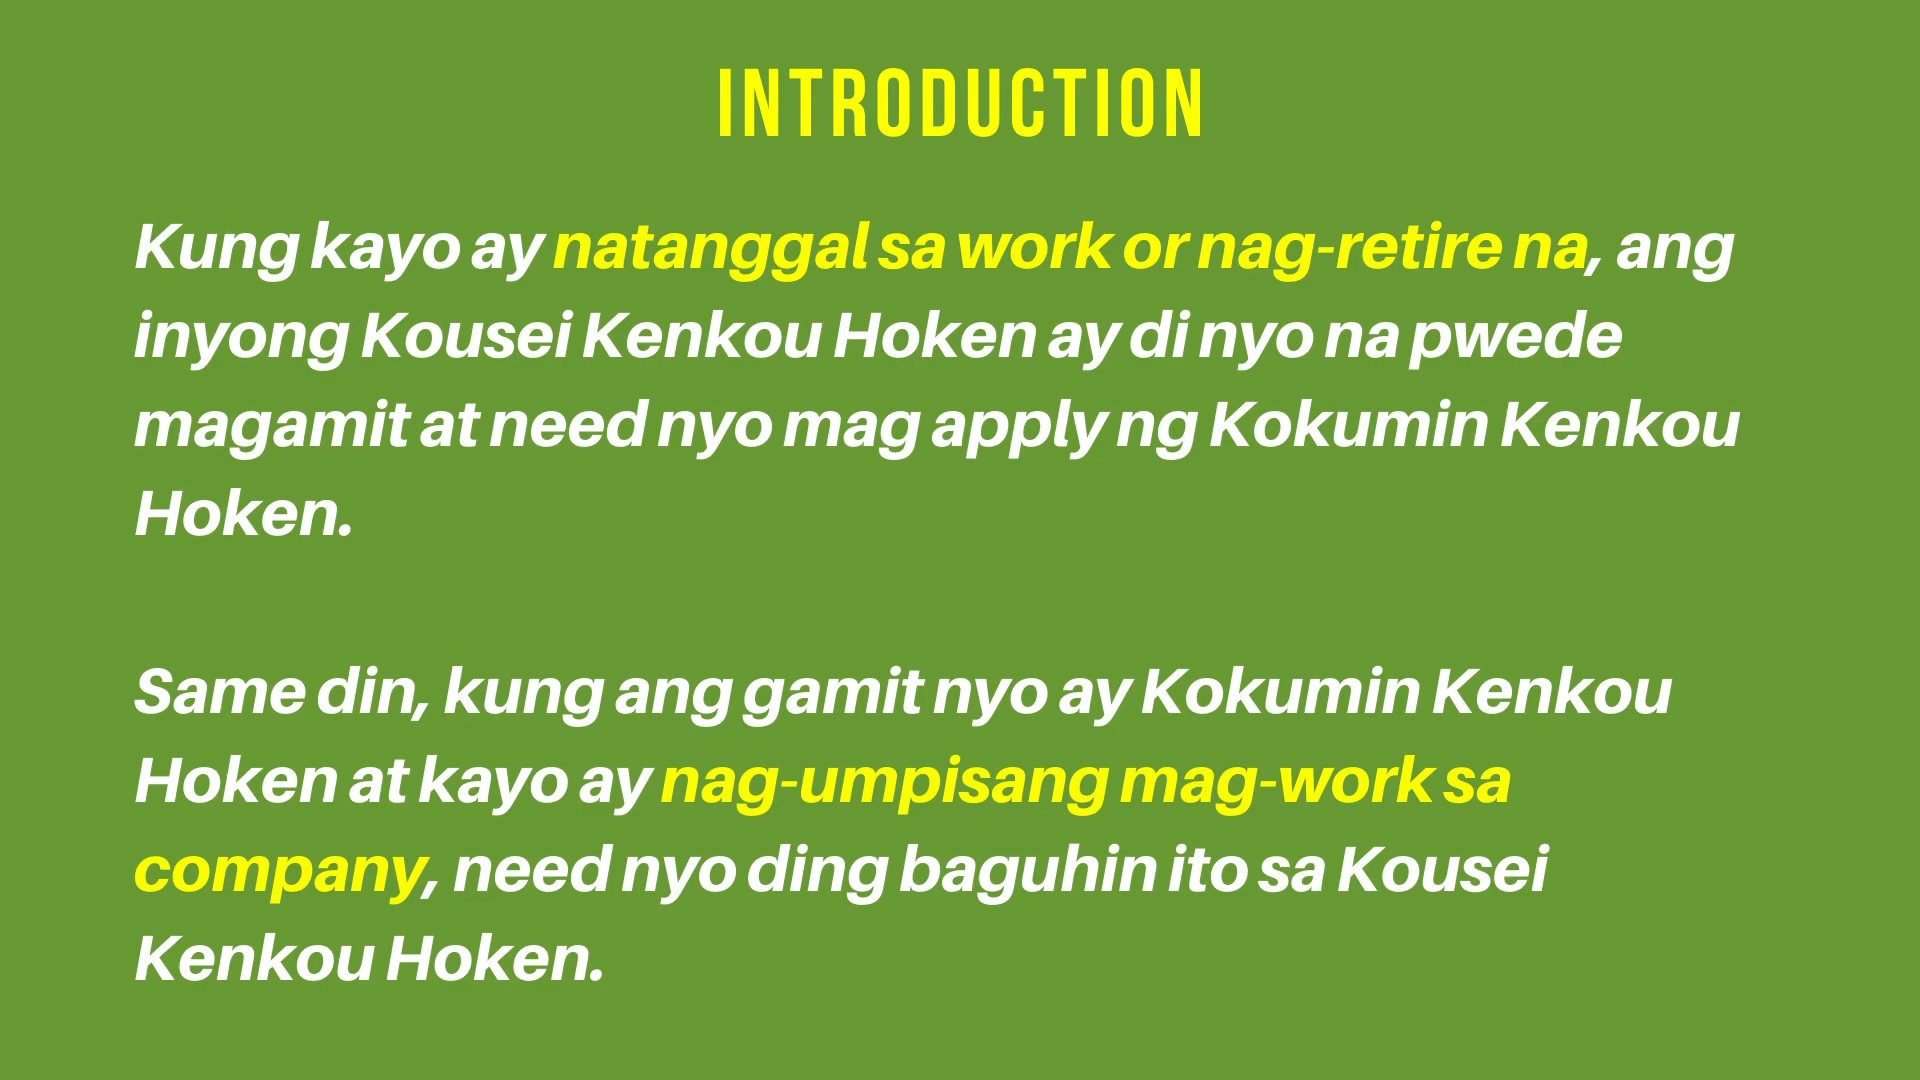 INTRODUCTION
Kung kayo ay natanggal sa work or nag-retire na, ang
inyong Kousei Kenkou Hoken ay di nyo na pwede
magamit at need nyo mag apply ng Kokumin Kenkou
Hoken.
Same din, kung ang gamit nyo ay Kokumin Kenkou
Hoken at kayo ay nag-umpisang mag-work sa
company, need nyo ding baguhin ito sa Kousei
Kenkou Hoken.